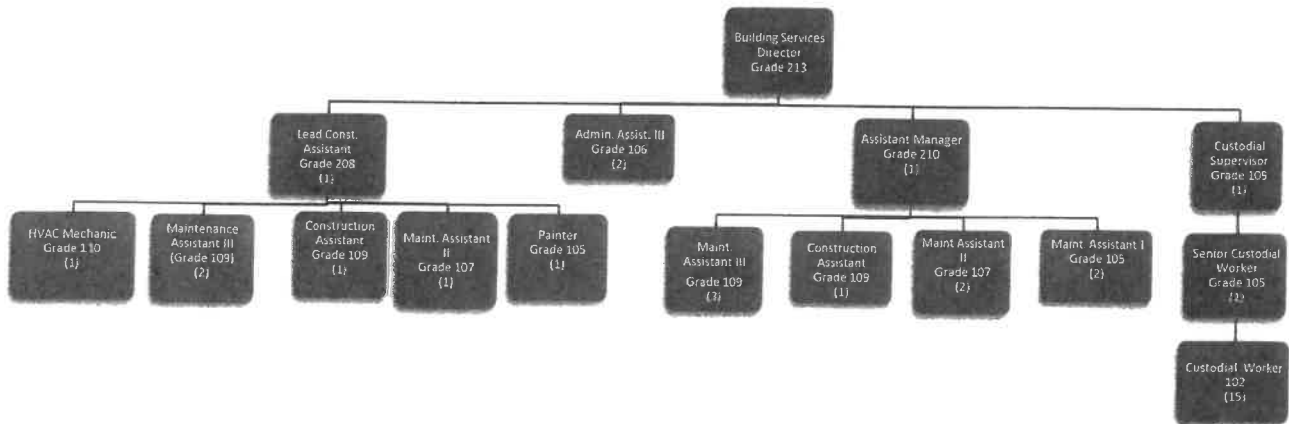 Building Services
Director
Grade 213
Lead Const.
Assistant
Grade 208
(1)
Admin. Assist. III
Grade 106
(2)
Assistant Manager
Grade 210
(1)
Custodial
Supervisor
Grade 109
(1)
HVAC Mechanic
Grade 110
(1)
Maintenance
Assistant III
(Grade 109)
(2)
Construction
Assistant
Grade 109
(1)
Maint. Assistant
II
Grade 107
(1)
Painter
Grade 105
(1)
Maint.
Assistant III
Grade 109
(3)
Construction
Assistant
Grade 109
(1)
Maint Assistant
II
Grade 107
(2)
Maint. Assistant I
Grade 105
(2)
Senior Custodial
Worker
Grade 105
(1)
Custodial Worker
102
(15)